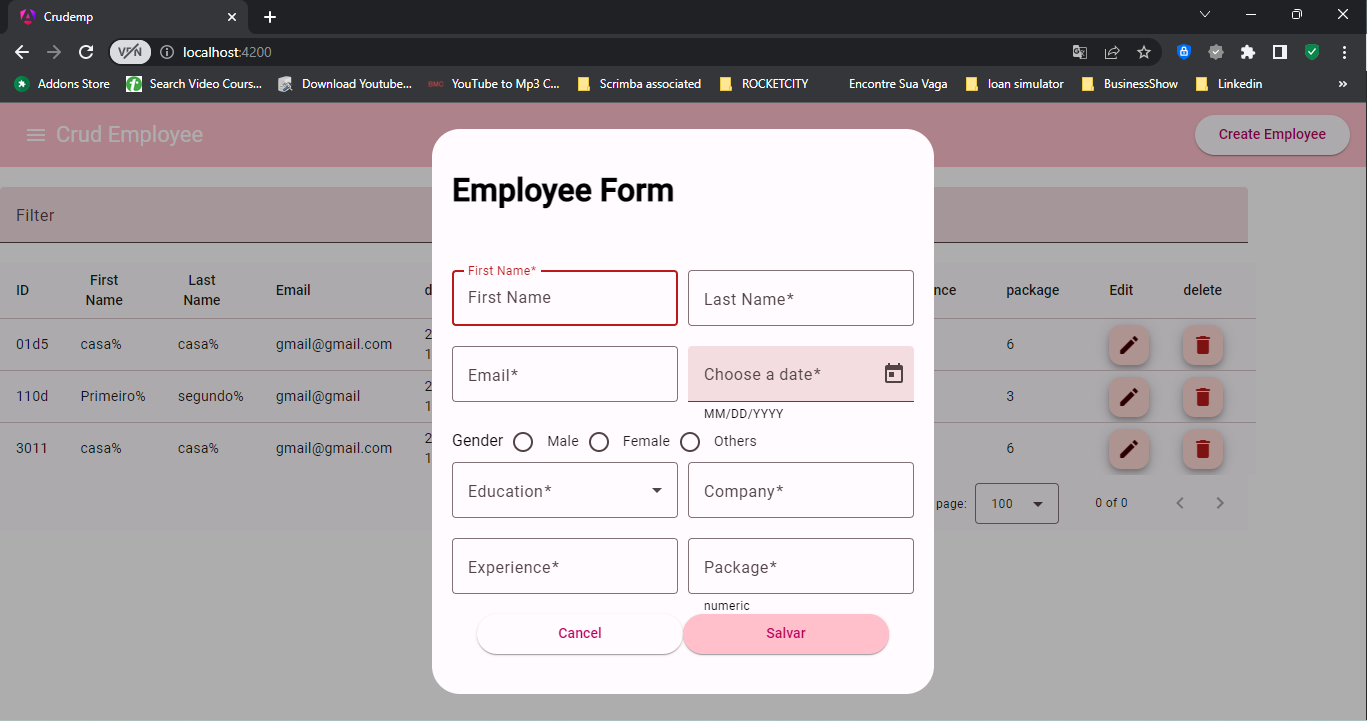 Crudemp
VPN
localhost:4200
Addons Store
Search Video Cours...
Download Youtube...
BMC
YouTube to Mp3 C...
Scrimba associated
ROCKETCITY
Encontre Sua Vaga
loan simulator
BusinessShow
Linkedin
»
Crud Employee
Create Employee
Filter
Employee Form
First Name*
First Name
Last Name*
Email*
Choose a date*
MM/DD/YYYY
Gender Male Female Others
Education*
Company*
Experience*
Package*
numeric
Cancel
Salvar
ID First Name Last Name Email d nce package Edit delete
01d5 casa% casa% gmail@gmail.com 2 6
1
110d Primeiro% segundo% gmail@gmail 2 3
1
3011 casa% casa% gmail@gmail.com 2 6
1
page: 100 0 of 0